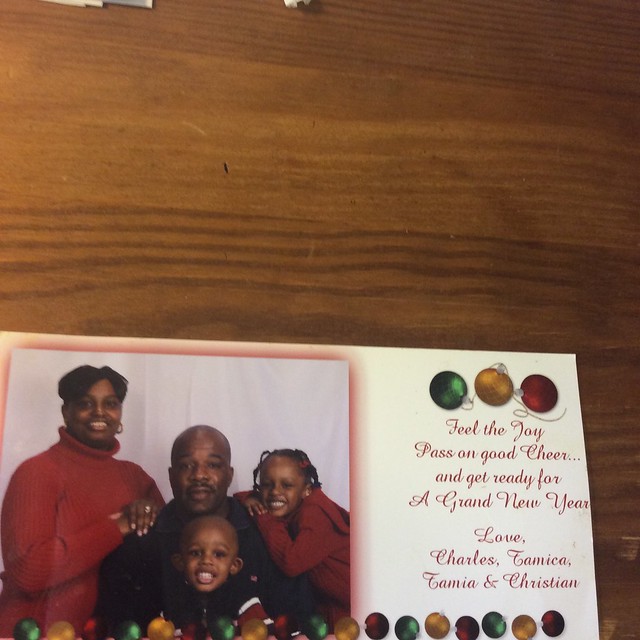 Feel the Joy
Pass on good Cheer...
and get ready for
A Grand New Year
Love,
Charles, Tamica,
Tamia & Christian